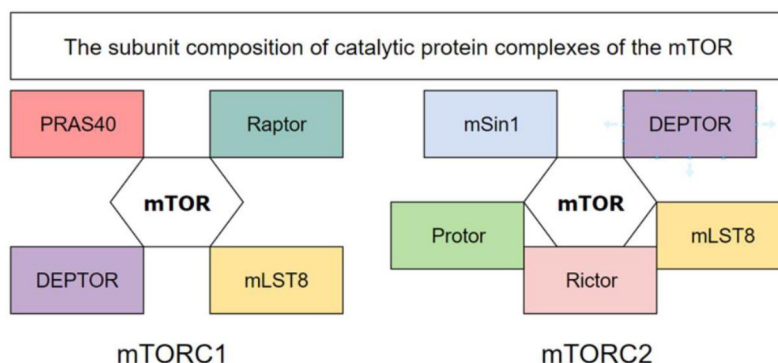 The subunit composition of catalytic protein complexes of the mTOR
PRAS40
Raptor
mTOR
DEPTOR
mLST8
mTORC1
mSin1
DEPTOR
mTOR
Protor
mLST8
Rictor
mTORC2